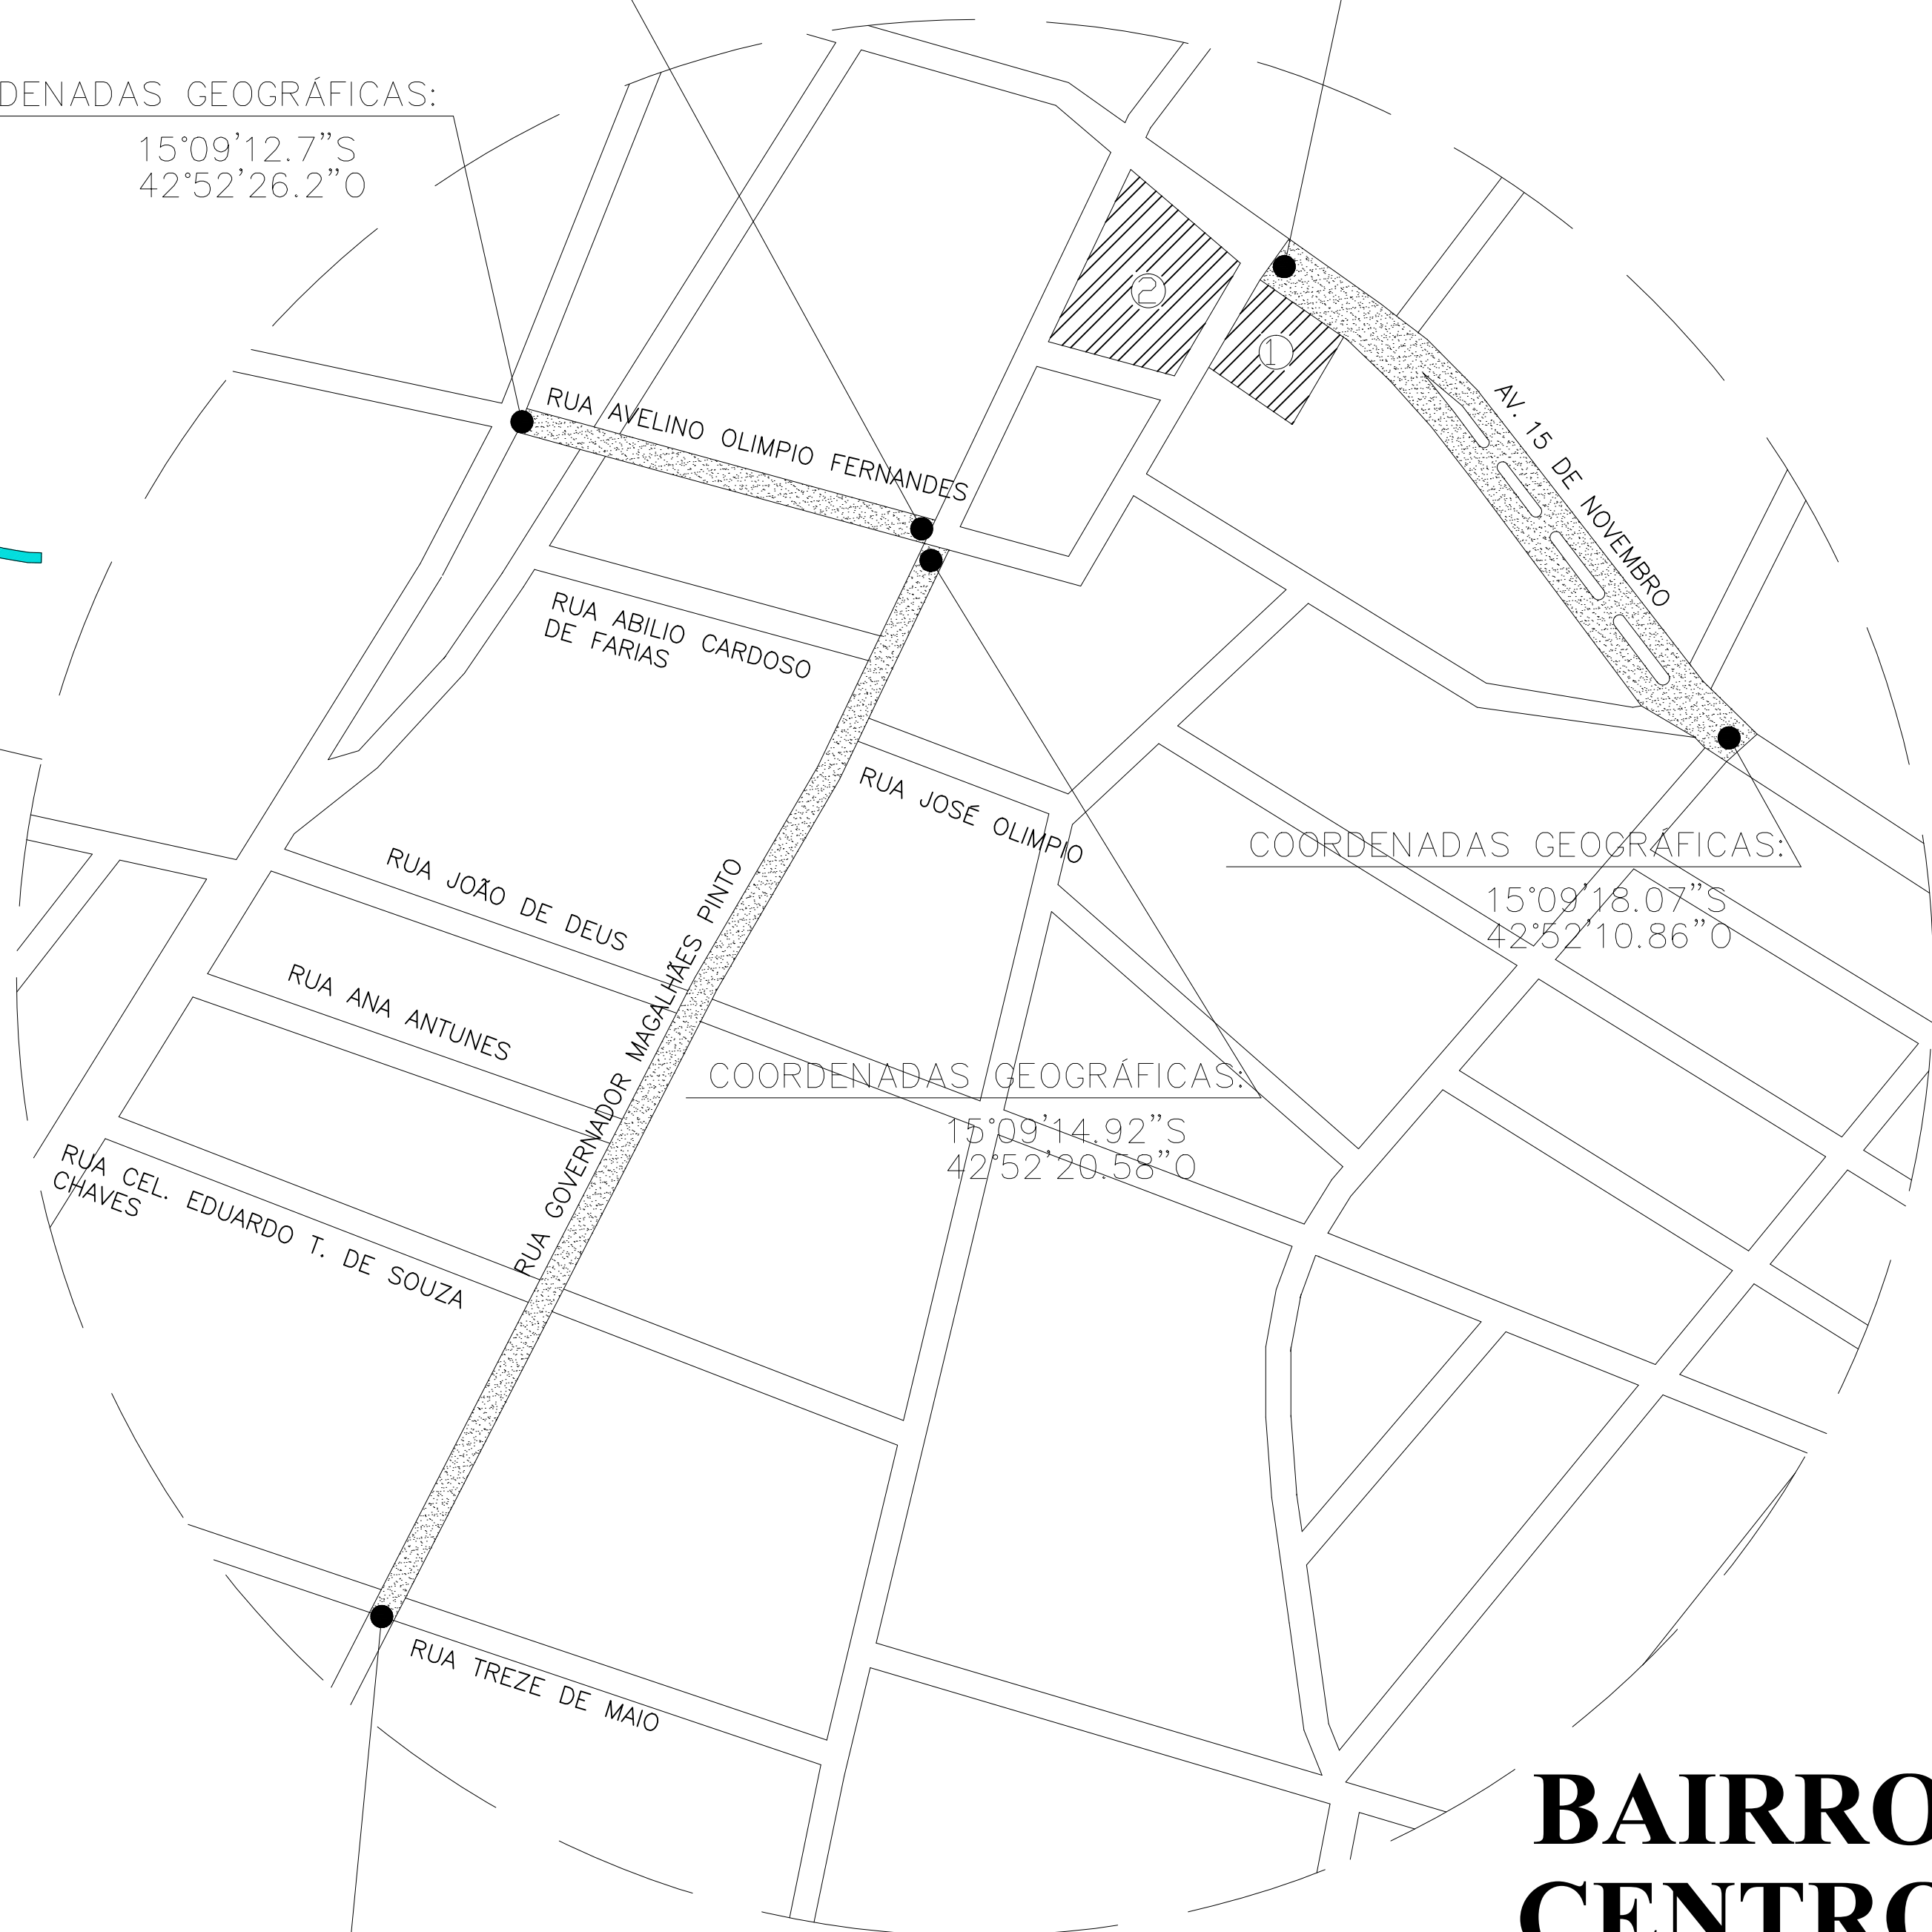 DENADAS GEOGRÁFICAS:
15°09'12.7"S
42°52'26.2"O
2
1
RUA AVELINO OLIMPIO FERNANDES
AV. 15 DE NOVEMBRO
RUA ABILIO CARDOSO
DE FARIAS
RUA JOSÉ OLIMPIO
COORDENADAS GEOGRÁFICAS:
15°09'18.07"S
42°52'10.86"O
RUA JOÃO DE DEUS
RUA GOVERNADOR MAGALHÃES PINTO
RUA ANA ANTUNES
COORDENADAS GEOGRÁFICAS:
15°09'14.92"S
42°52'20.58"O
RUA CEL. EDUARDO T. DE SOUZA
CHAVES
RUA TREZE DE MAIO
BAIRRO
CENTRO